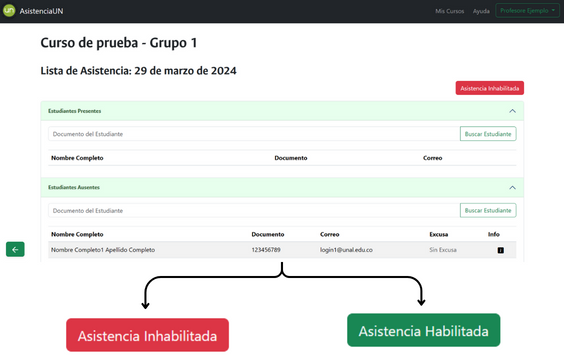 un AsistenciaUN Mis Cursos Ayuda Profesor Ejemplo
Curso de prueba - Grupo 1
Lista de Asistencia: 29 de marzo de 2024
Asistencia Inhabilitada
Estudiantes Presentes
Documento del Estudiante Buscar Estudiante
Nombre Completo Documento Correo
Estudiantes Ausentes
Documento del Estudiante Buscar Estudiante
Nombre Completo Documento Correo Excusa Info
Nombre Completo1 Apellido Completo 123456789 login1@unal.edu.co Sin Excusa
Asistencia Inhabilitada Asistencia Habilitada